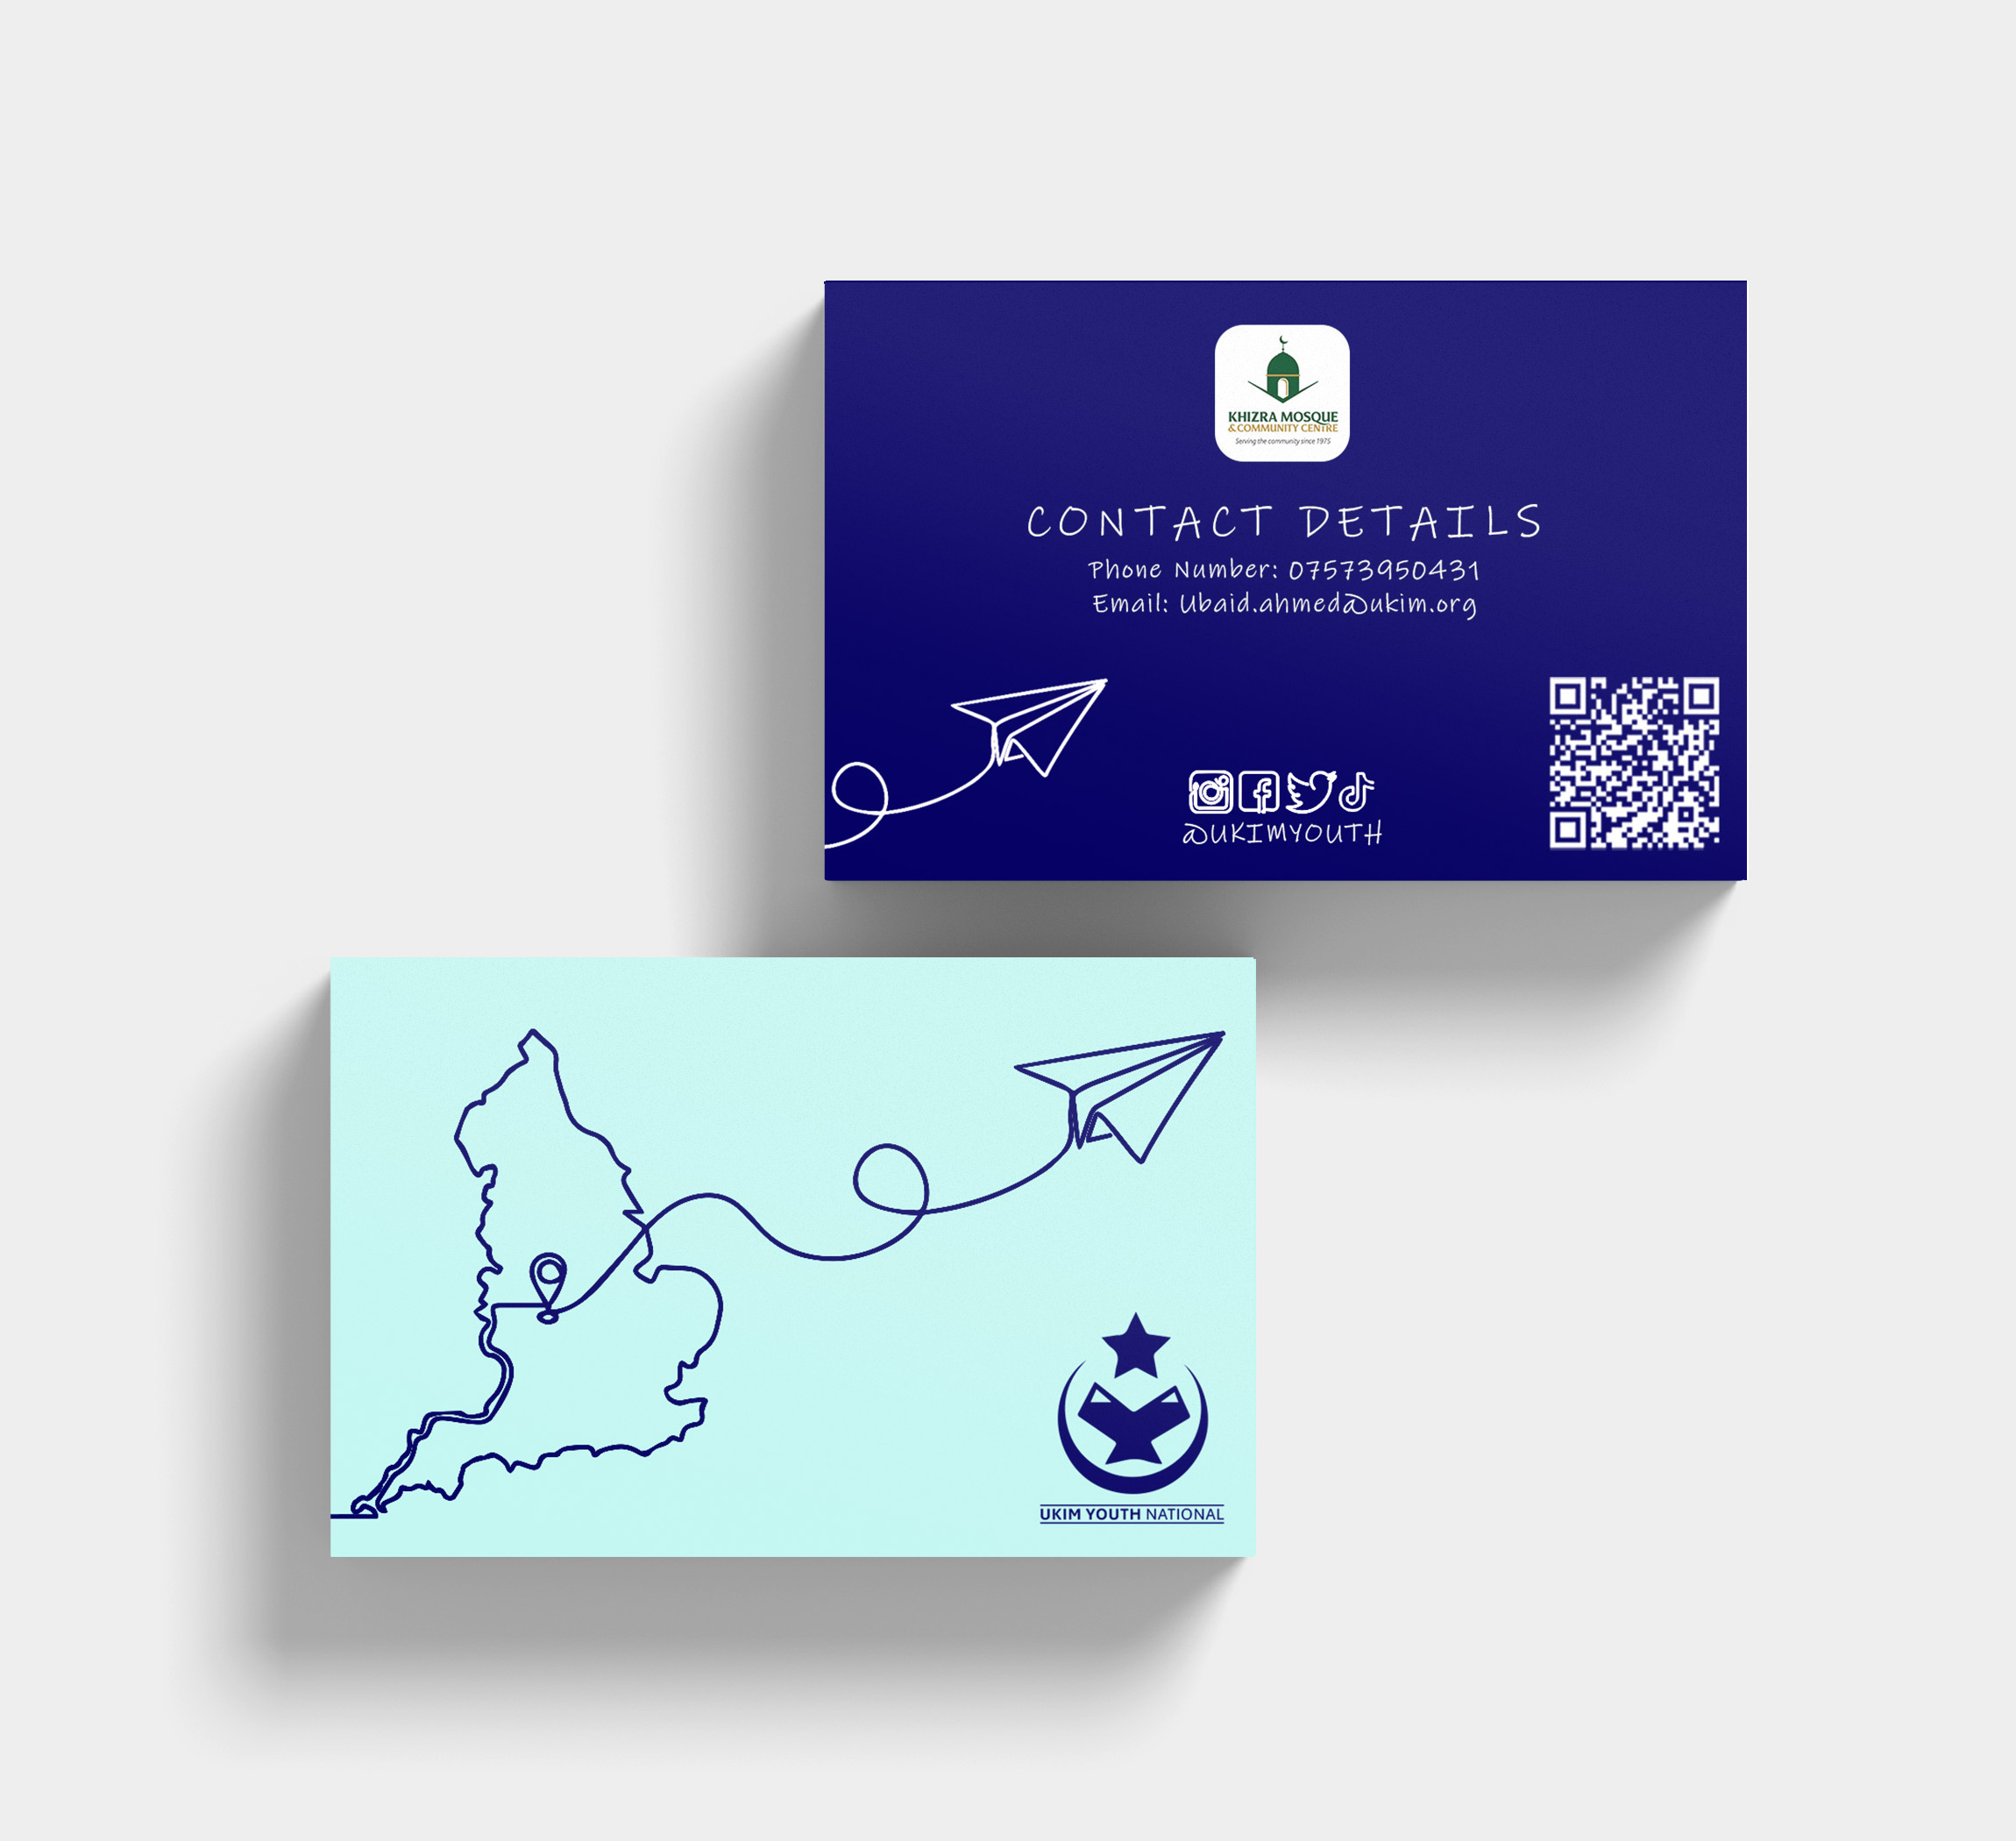 KHIZRA MOSQUE
& COMMUNITY CENTRE
Serving the community since 1975
CONTACT DETAILS
Phone Number: 07573950431
Email: Ubaid.ahmed@ukim.org
@UKIMYOUTH
UKIM YOUTH NATIONAL